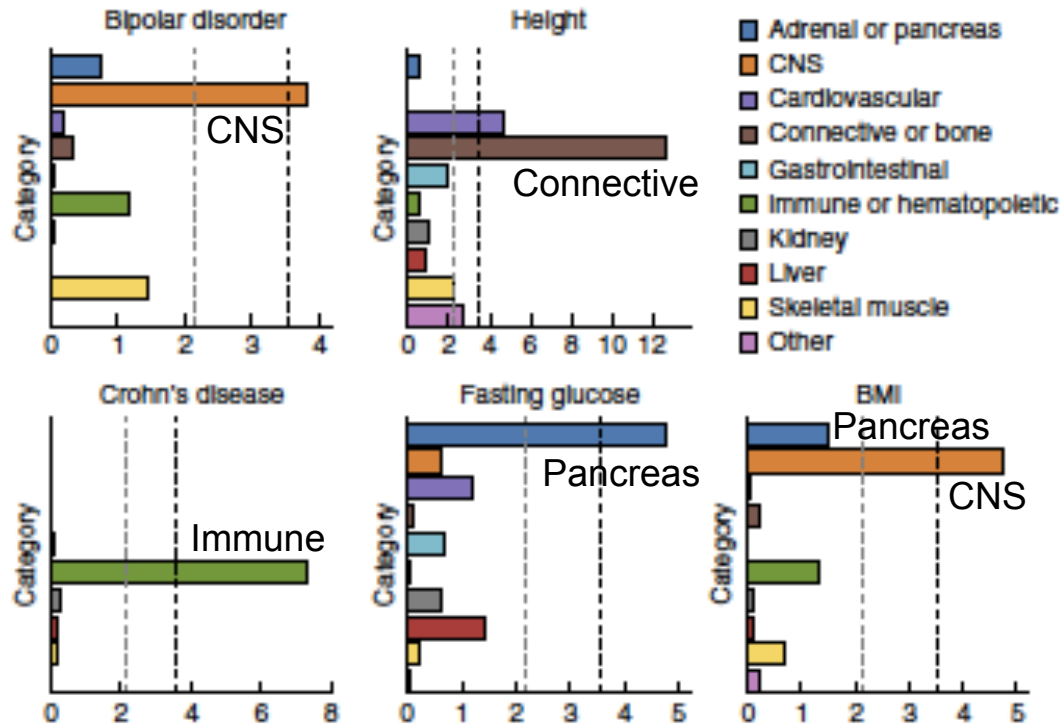 Bipolar disorder
Category
CNS
0 1 2 3 4
Height
Category
Connective
0 2 4 6 8 10 12
Adrenal or pancreas
CNS
Cardiovascular
Connective or bone
Gastrointestinal
Immune or hematopoietic
Kidney
Liver
Skeletal muscle
Other
Crohn's disease
Category
Immune
0 2 4 6 8
Fasting glucose
Category
Pancreas
0 1 2 3 4 5
BMI
Category
Pancreas
CNS
0 1 2 3 4 5